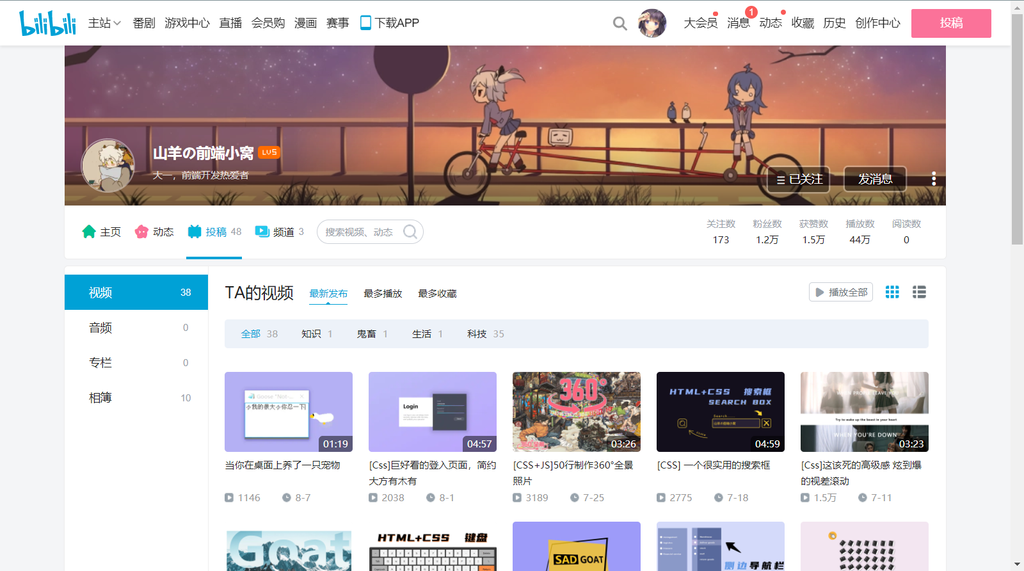 bilibili 主站 番剧 游戏中心 直播 会员购 漫画 赛事 下载APP 大会员 消息 1 动态 收藏 历史 创作中心 投稿
山羊の前端小窝 LV5
大一，前端开发热爱者
已关注 发消息
主页 动态 投稿 48 频道 3 搜索视频、动态
关注数 粉丝数 获赞数 播放数 阅读数
173 1.2万 1.5万 44万 0
视频 38
音频 0
专栏 0
相簿 10
TA的视频 最新发布 最多播放 最多收藏 播放全部
全部 38 知识 1 鬼畜 1 生活 1 科技 35
01:19
Login
04:57
360°
03:26
HTML+CSS 搜索框
SEARCH BOX
04:59
WHEN YOU'RE DOWN
03:23
当你在桌面上养了一只宠物
1146 8-7
[Css]巨好看的登入页面，简约大方有木有
2038 8-1
[CSS+JS]50行制作360°全景照片
3189 7-25
[CSS] 一个很实用的搜索框
2775 7-18
[Css]这该死的高级感 炫到爆的视差滚动
1.5万 7-11
Goat
HTML+CSS 键盘
SAD GOAT
侧边导航栏